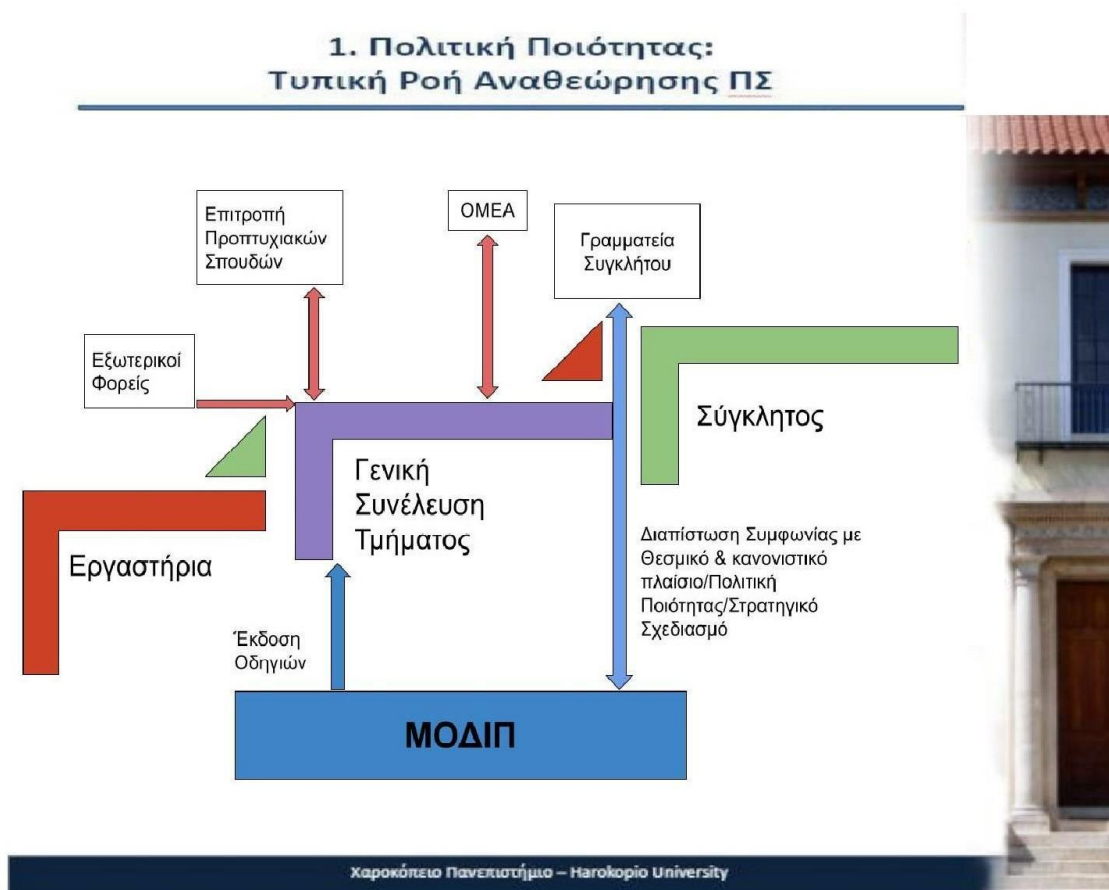 1. Πολιτική Ποιότητας:
Τυπική Ροή Αναθεώρησης ΠΣ
Επιτροπή
Προπτυχιακών
Σπουδών
ΟΜΕΑ
Γραμματεία
Συγκλήτου
Εξωτερικοί
Φορείς
Σύγκλητος
Γενική
Συνέλευση
Τμήματος
Εργαστήρια
Διαπίστωση Συμφωνίας με
Θεσμικό & κανονιστικό
πλαίσιο/Πολιτική
Ποιότητας/Στρατηγικό
Σχεδιασμό
Έκδοση
Οδηγιών
ΜΟΔΙΠ
Χαροκόπειο Πανεπιστήμιο – Harokopio University